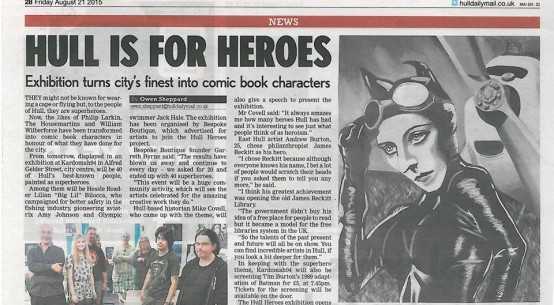 28 Friday August 21 2015
hulldailymail.co.uk
NEWS
HULL IS FOR HEROES
Exhibition turns city's finest into comic book characters
THEY might not be known for wear-
ing a cape or flying but, to the people
of Hull, they are superheroes.
Now, the likes of Philip Larkin,
The Housemartins and William
Wilberforce have been transformed
into comic book characters in
honour of what they have done for
the city.
From tomorrow, displayed in an
exhibition at Kardomah94 in Alfred
Gelder Street, city centre, will be 40
of Hull's best-known people,
painted as superheroes.
Among them will be Hessle Road-
er Lilian "Big Lil" Bilocca, who
campaigned for better safety in the
fishing industry, pioneering aviat-
rix Amy Johnson and Olympic
By Owen Sheppard
owen.sheppard@hulldailymail.co.uk
swimmer Jack Hale. The exhibition
has been organised by Bespoke
Boutique, which advertised for
artists to join the Hull Heroes
project.
Bespoke Boutique founder Gar-
reth Reyne said: "The results have
blown us away and continue to
every day – we asked for 20 and
ended up with 40 superheroes.
"This event will be a huge com-
munity activity, which will see the
artists celebrated for the amazing
creative work they do."
Hull-based historian Mike Covell,
who came up with the theme, will
also give a speech to present the
exhibition.
Mr Covell said: "It always amazes
me how many heroes Hull has had
and it's interesting to see just what
people think of as heroism."
East Hull artist Andrew Burton,
25, chose philanthropist James
Reckitt as his hero.
"I chose Reckitt because although
everyone knows his name, I bet a lot
of people would scratch their heads
if you asked them to tell you any
more," he said.
"I think his greatest achievement
was opening the old James Reckitt
Library.
"The government didn't buy his
idea of a free place for people to read
but it became a model for the free
libraries system in the UK.
"So the talents of the past present
and future will all be on show. You
can find incredible artists in Hull, if
you look a bit deeper for them."
In keeping with the superhero
theme, Kardomah94 will also be
screening Tim Burton's 1989 adapt-
ation of Batman for £5, at 7.45pm.
Tickets for the screening will be
available on the door.
The Hull Heroes exhibition opens